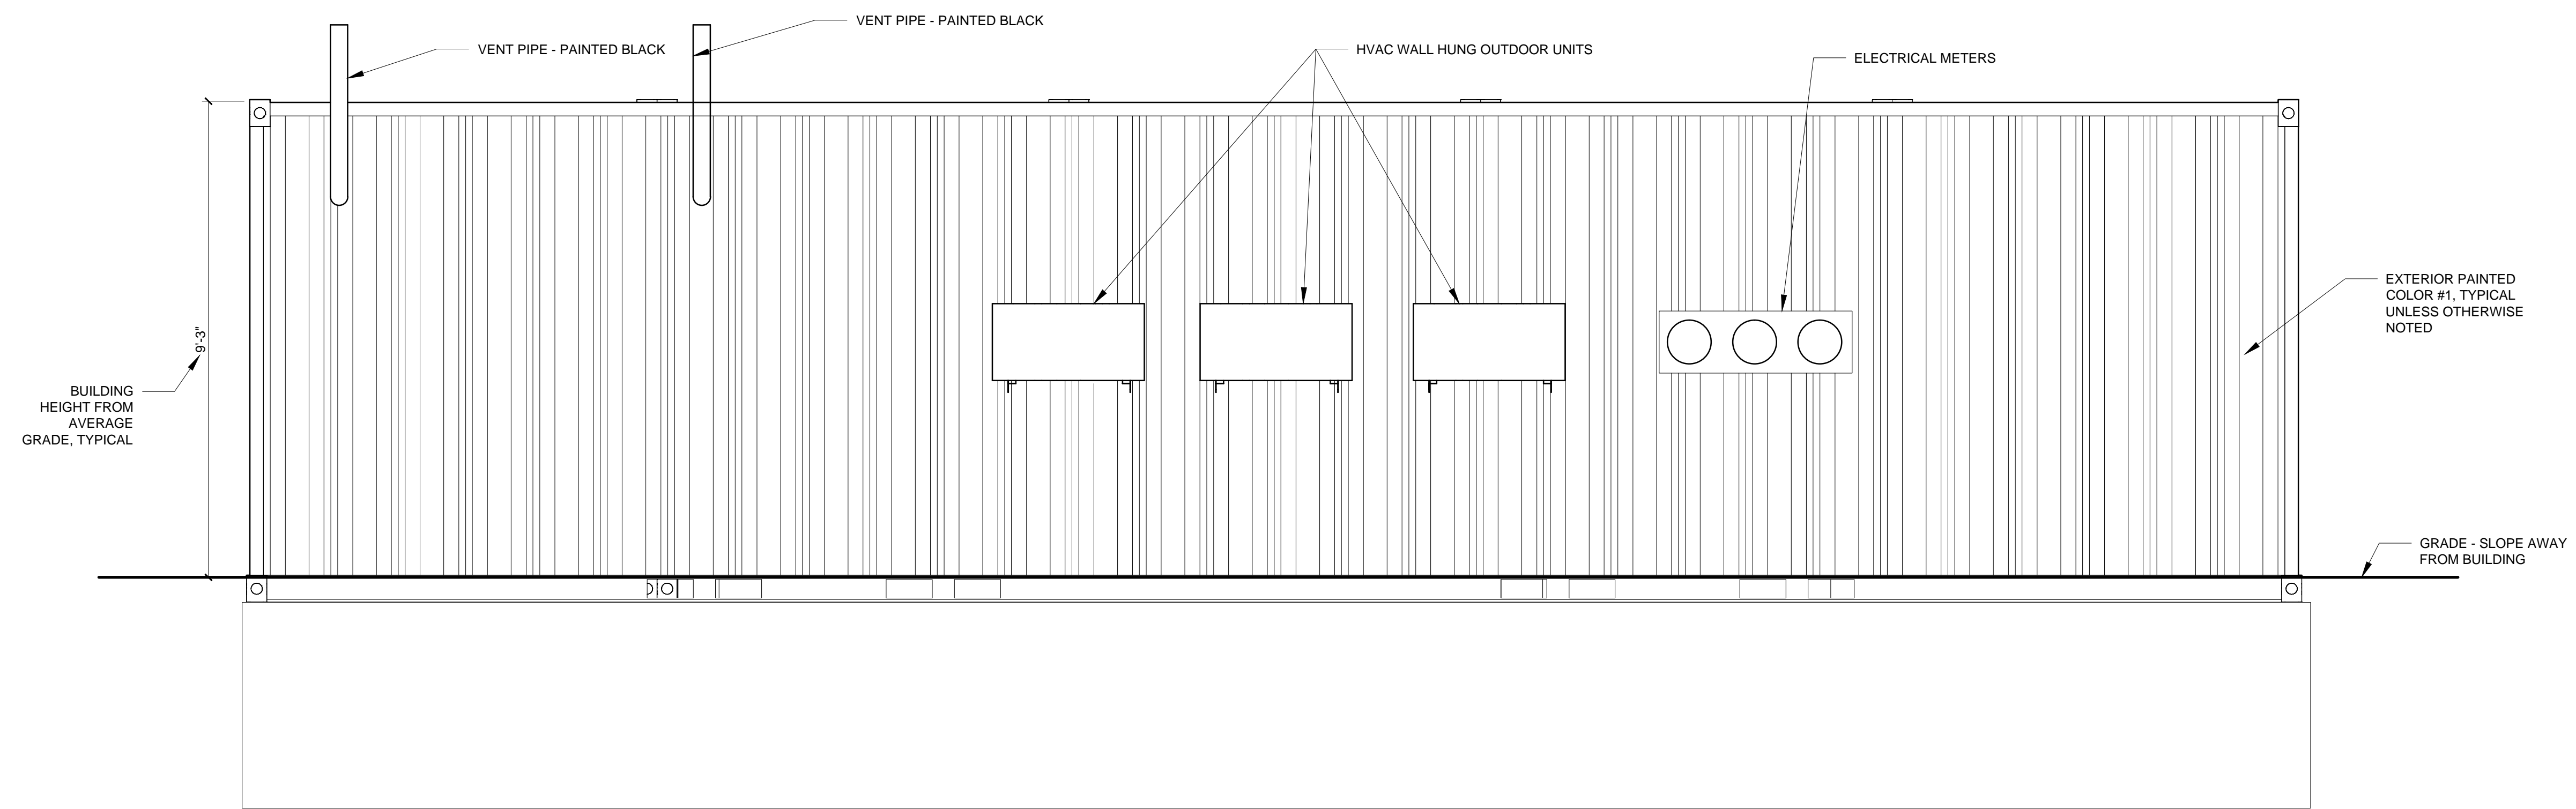 VENT PIPE - PAINTED BLACK
VENT PIPE - PAINTED BLACK
HVAC WALL HUNG OUTDOOR UNITS
ELECTRICAL METERS
EXTERIOR PAINTED
COLOR #1, TYPICAL
UNLESS OTHERWISE
NOTED
9'-3"
BUILDING
HEIGHT FROM
AVERAGE
GRADE, TYPICAL
GRADE - SLOPE AWAY
FROM BUILDING